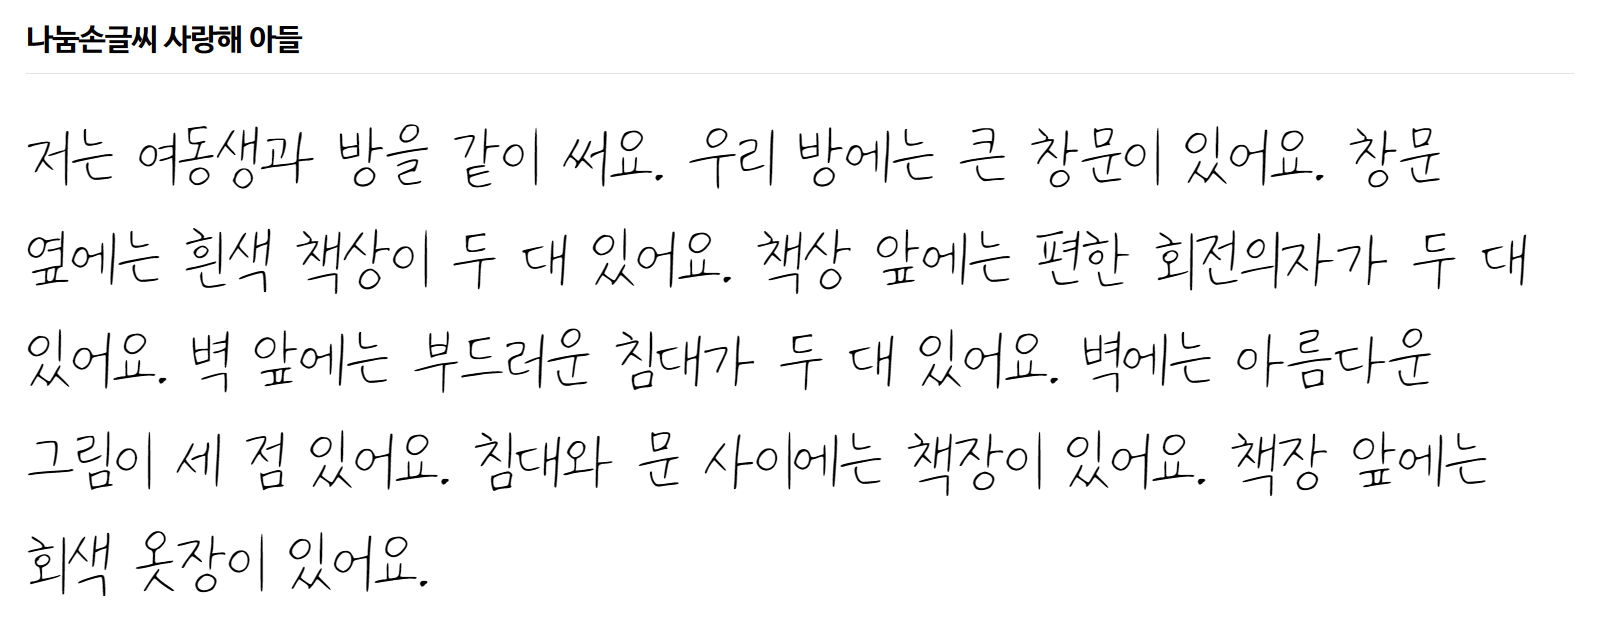 나눔손글씨 사랑해 아들
저는 여동생과 방을 같이 써요. 우리 방에는 큰 창문이 있어요. 창문
옆에는 흰색 책상이 두 대 있어요. 책상 앞에는 편한 회전의자가 두 대
있어요. 벽 앞에는 부드러운 침대가 두 대 있어요. 벽에는 아름다운
그림이 세 점 있어요. 침대와 문 사이에는 책장이 있어요. 책장 앞에는
회색 옷장이 있어요.